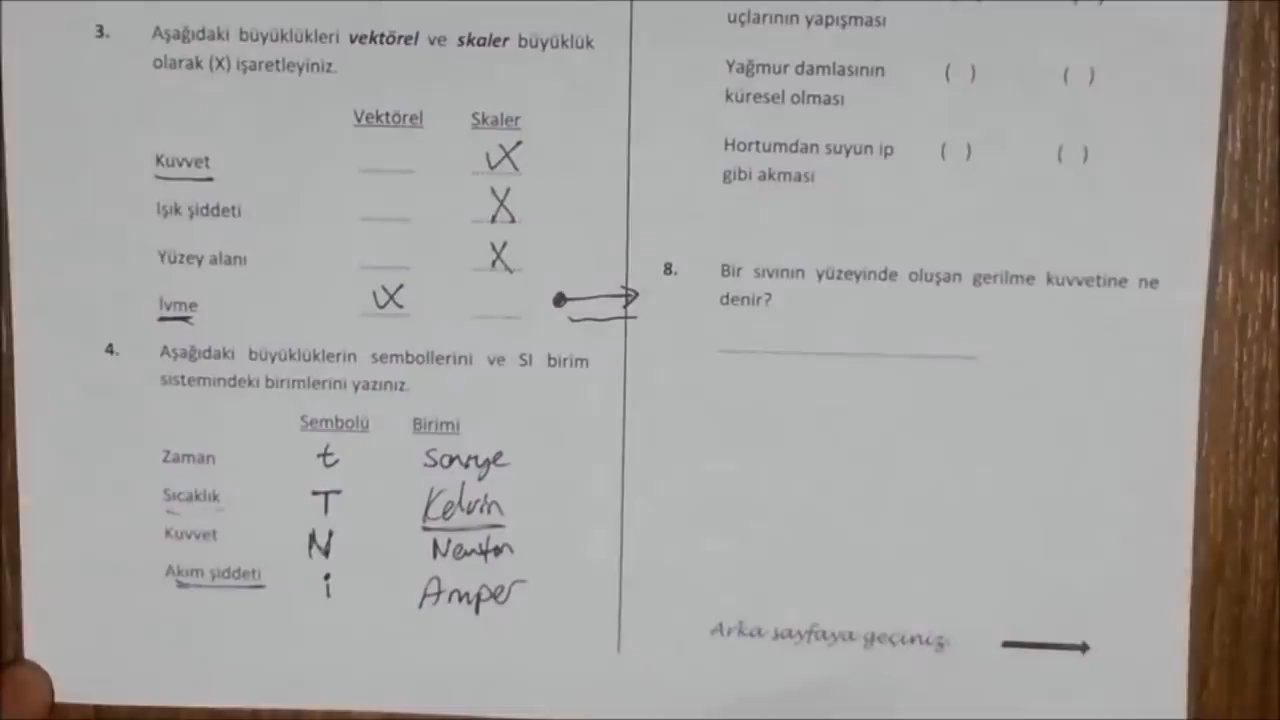 3. Aşağıdaki büyüklükleri vektörel ve skaler büyüklük
olarak (X) işaretleyiniz.
Vektörel Skaler
Kuvvet X
Işık şiddeti X
Yüzey alanı X
İvme X
4. Aşağıdaki büyüklüklerin sembollerini ve SI birim
sistemindeki birimlerini yazınız.
Sembolü Birimi
Zaman t Saniye
Sıcaklık T Kelvin
Kuvvet N Newton
Akım şiddeti i Amper
uçlarının yapışması
Yağmur damlasının ( ) ( )
küresel olması
Hortumdan suyun ip ( ) ( )
gibi akması
8. Bir sıvının yüzeyinde oluşan gerilme kuvvetine ne
denir?
Arka sayfaya geçiniz.